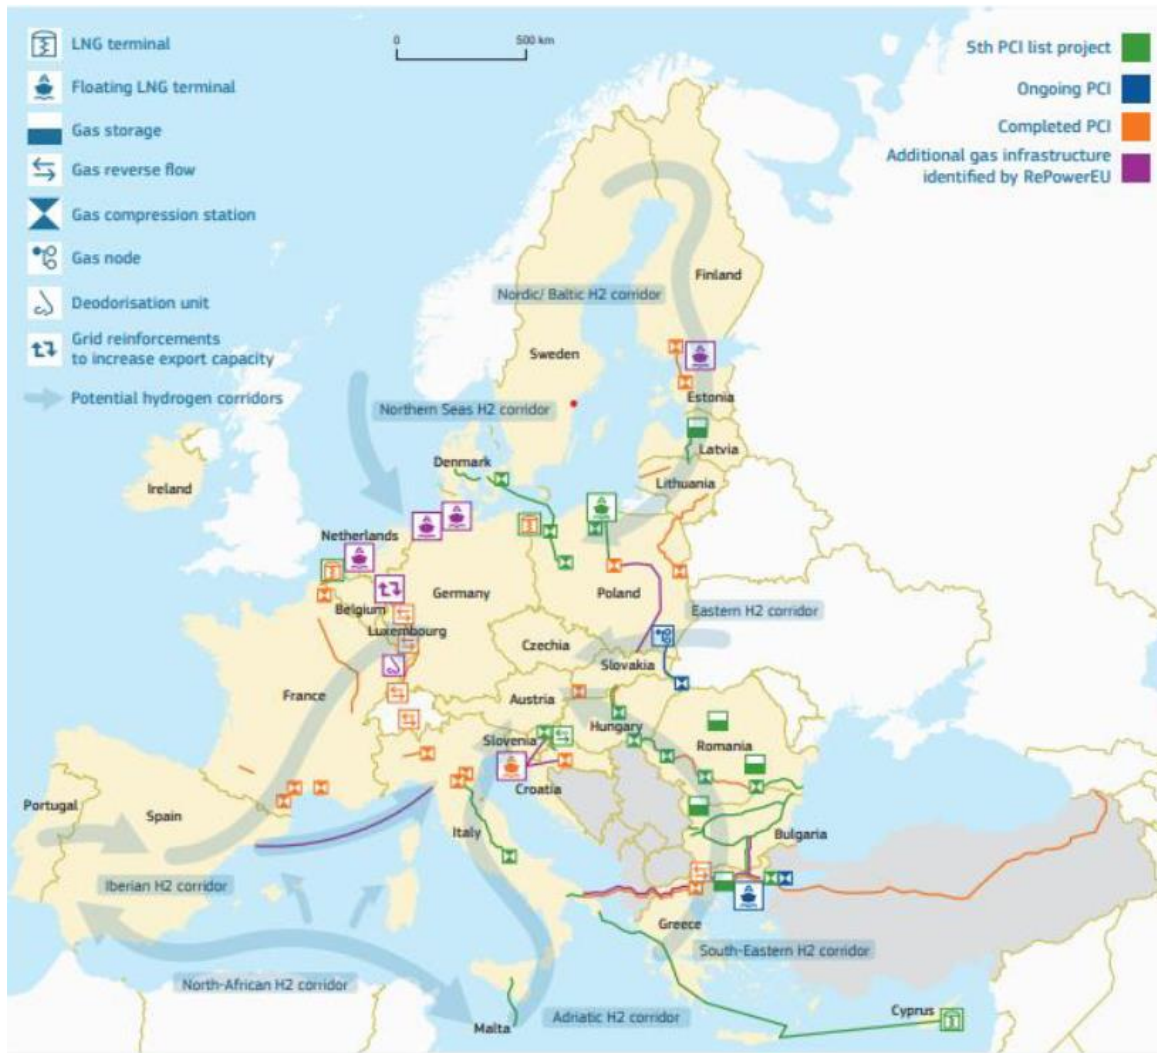 LNG terminal
Floating LNG terminal
Gas storage
Gas reverse flow
Gas compression station
Gas node
Deodorisation unit
Grid reinforcements
to increase export capacity
Potential hydrogen corridors
0 500 km
5th PCI list project
Ongoing PCI
Completed PCI
Additional gas infrastructure
identified by RePowerEU
Finland
Nordic/ Baltic H2 corridor
Sweden
Estonia
Northern Seas H2 corridor
Latvia
Denmark
Lithuania
Ireland
Netherlands
Germany
Poland
Belgium
Eastern H2 corridor
Luxembourg
Czechia
Slovakia
France
Austria
Hungary
Slovenia
Romania
Croatia
Portugal
Spain
Italy
Bulgaria
Iberian H2 corridor
Greece
South-Eastern H2 corridor
North-African H2 corridor
Cyprus
Adriatic H2 corridor
Malta